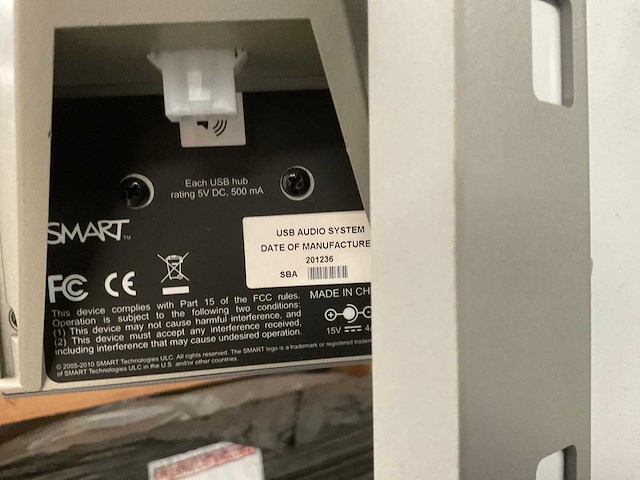 Each USB hub
rating 5V DC, 500 mA
SMART™
USB AUDIO SYSTEM
DATE OF MANUFACTURE
201236
SBA
FC CE
MADE IN CH
This device complies with Part 15 of the FCC rules.
Operation is subject to the following two conditions:
(1) This device may not cause harmful interference, and
(2) This device must accept any interference received,
including interference that may cause undesired operation.
15V 4
© 2005-2010 SMART Technologies ULC. All rights reserved. The SMART logo is a trademark or registered tradem
of SMART Technologies ULC in the U.S. and/or other countries.